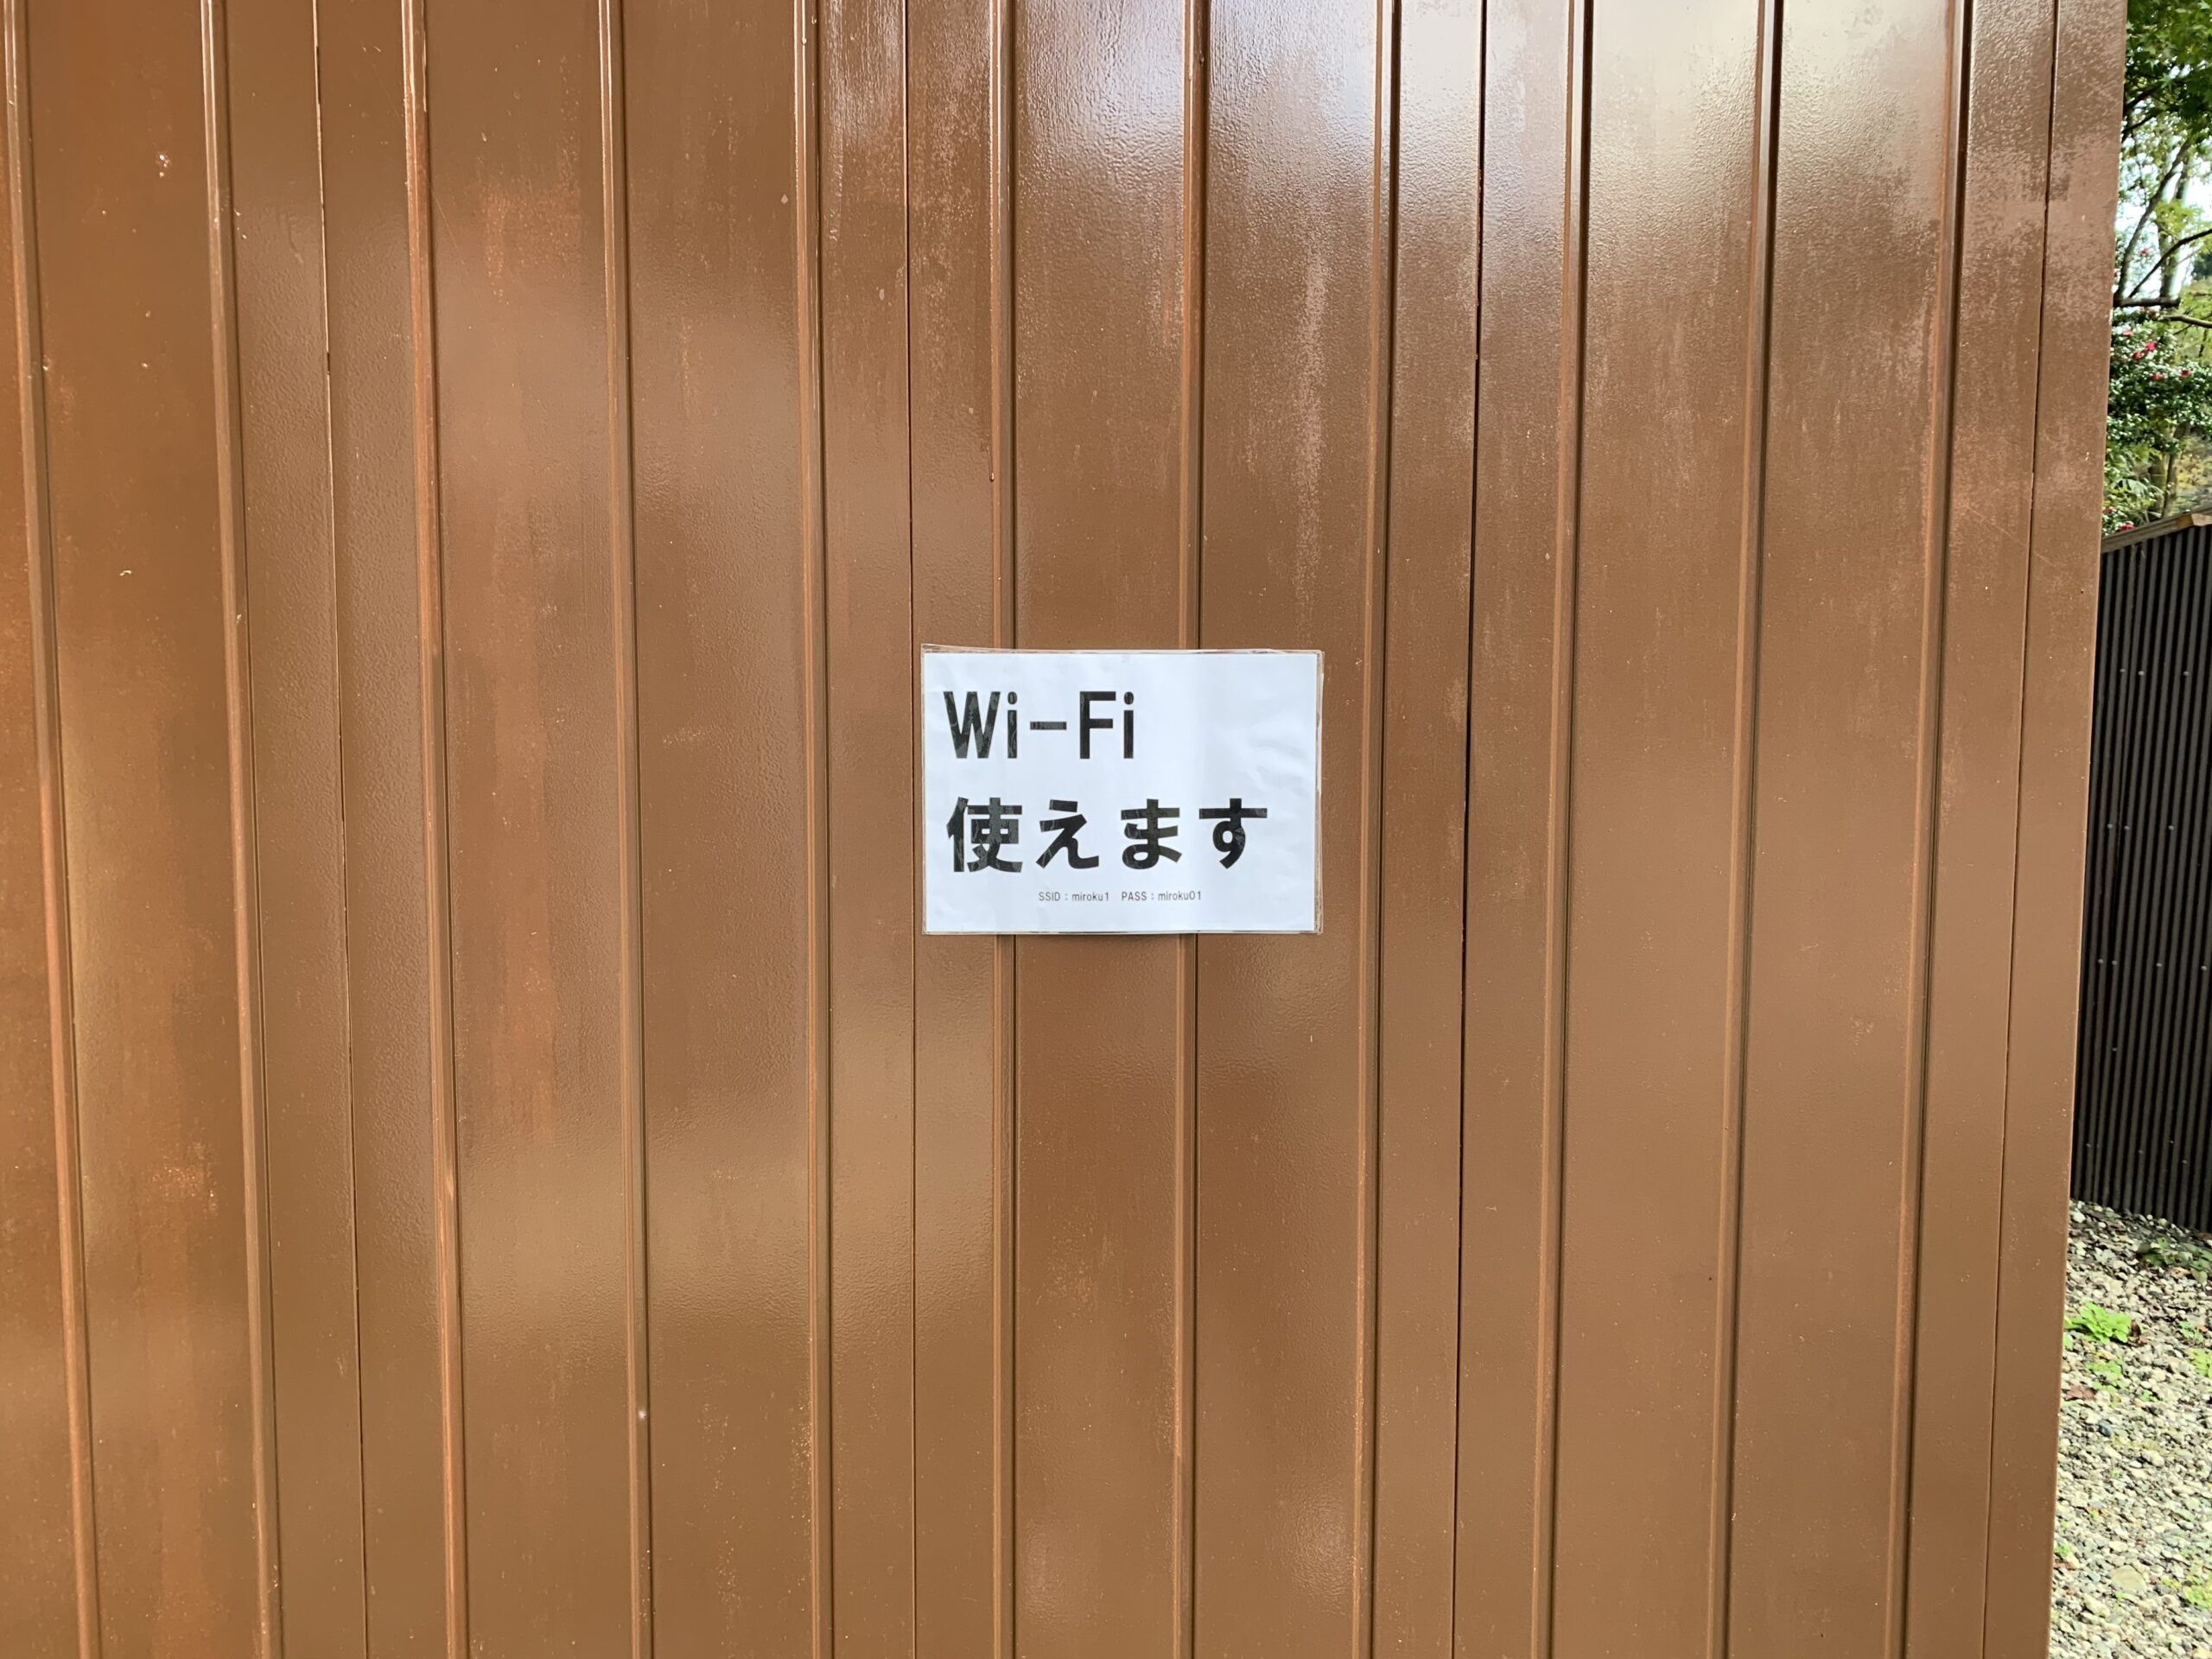 Wi-Fi
使えます
SSID：miroku1　PASS：miroku01